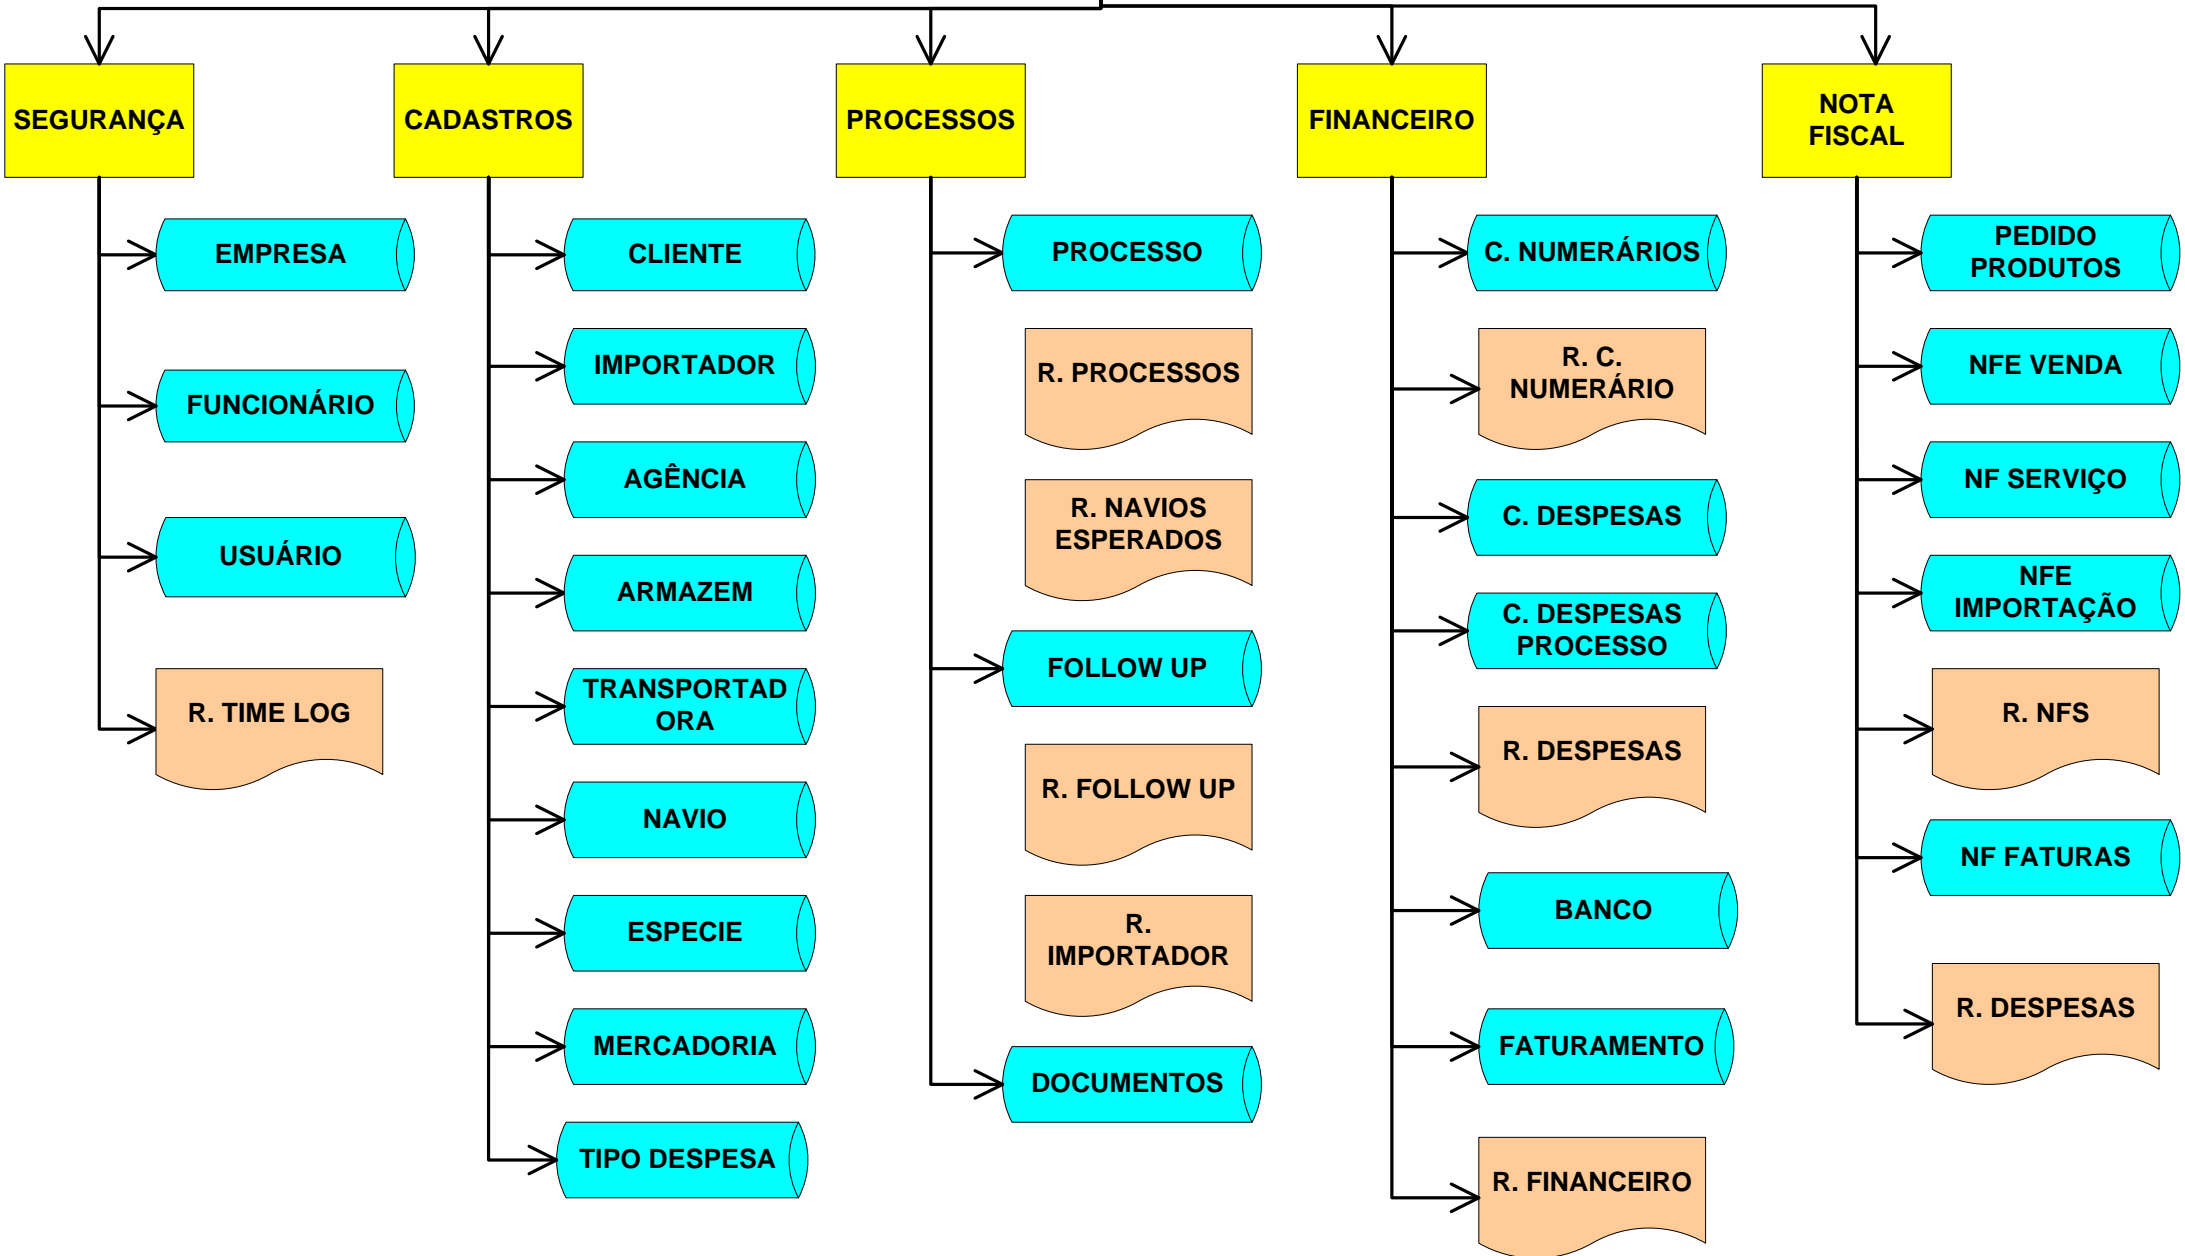 SEGURANÇA
EMPRESA
FUNCIONÁRIO
USUÁRIO
R. TIME LOG
CADASTROS
CLIENTE
IMPORTADOR
AGÊNCIA
ARMAZEM
TRANSPORTAD
ORA
NAVIO
ESPECIE
MERCADORIA
TIPO DESPESA
PROCESSOS
PROCESSO
R. PROCESSOS
R. NAVIOS
ESPERADOS
FOLLOW UP
R. FOLLOW UP
R.
IMPORTADOR
DOCUMENTOS
FINANCEIRO
C. NUMERÁRIOS
R. C.
NUMERÁRIO
C. DESPESAS
C. DESPESAS
PROCESSO
R. DESPESAS
BANCO
FATURAMENTO
R. FINANCEIRO
NOTA
FISCAL
PEDIDO
PRODUTOS
NFE VENDA
NF SERVIÇO
NFE
IMPORTAÇÃO
R. NFS
NF FATURAS
R. DESPESAS